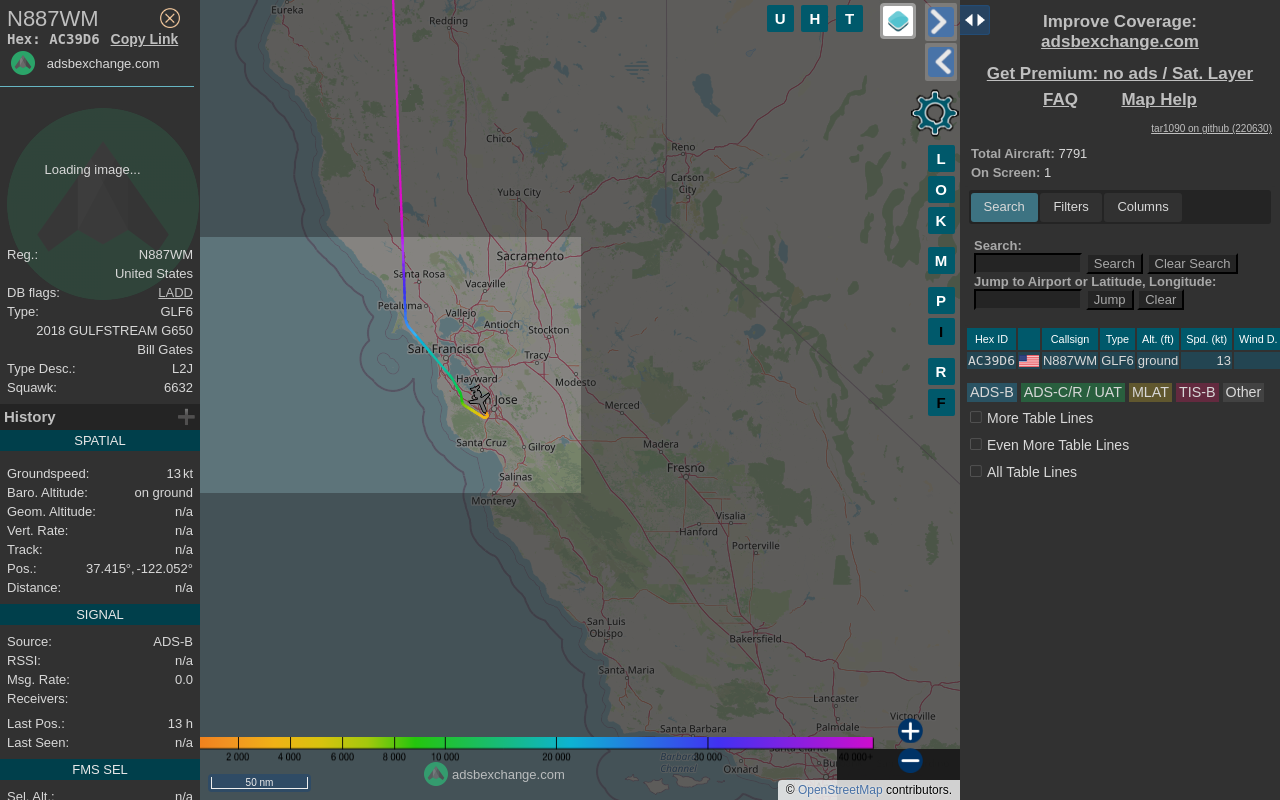 N887WM
Hex: AC39D6 Copy Link
adsbexchange.com
Loading image...
Reg.: N887WM
United States
DB flags: LADD
Type: GLF6
2018 GULFSTREAM G650
Bill Gates
Type Desc.: L2J
Squawk: 6632
History
SPATIAL
Groundspeed: 13 kt
Baro. Altitude: on ground
Geom. Altitude: n/a
Vert. Rate: n/a
Track: n/a
Pos.: 37.415°, -122.052°
Distance: n/a
SIGNAL
Source: ADS-B
RSSI: n/a
Msg. Rate: 0.0
Receivers:
Last Pos.: 13 h
Last Seen: n/a
FMS SEL
Sel. Alt.: n/a
U H T
L
O
K
M
P
I
R
F
Eureka
Redding
Chico
Reno
Carson
City
Yuba City
Sacramento
Santa Rosa
Vacaville
Petaluma
Vallejo
Antioch
Stockton
San Francisco
Tracy
Hayward
Modesto
Jose
Merced
Santa Cruz
Gilroy
Madera
Salinas
Fresno
Monterey
Visalia
Hanford
Porterville
San Luis
Obispo
Bakersfield
Santa Maria
Lancaster
Victorville
Santa Barbara
Palmdale
Barbara
Channel
Oxnard
2 000 4 000 6 000 8 000 10 000 20 000 30 000 40 000+
adsbexchange.com
50 nm
© OpenStreetMap contributors.
Improve Coverage:
adsbexchange.com
Get Premium: no ads / Sat. Layer
FAQ Map Help
tar1090 on github (220630)
Total Aircraft: 7791
On Screen: 1
Search Filters Columns
Search:
Search Clear Search
Jump to Airport or Latitude, Longitude:
Jump Clear
Hex ID Callsign Type Alt. (ft) Spd. (kt) Wind D.
AC39D6 N887WM GLF6 ground 13
ADS-B ADS-C/R / UAT MLAT TIS-B Other
More Table Lines
Even More Table Lines
All Table Lines